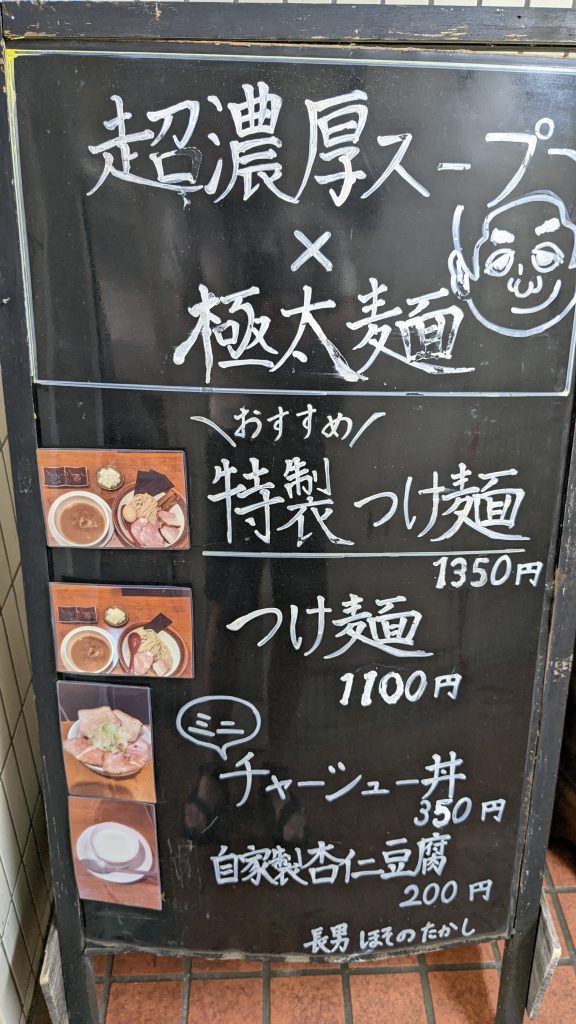 超濃厚スープ
×
極太麺
＼おすすめ／
特製つけ麺
1350円
つけ麺
1100円
ミニ
チャーシュー丼
350円
自家製杏仁豆腐
200円
長男 ほそのたかし